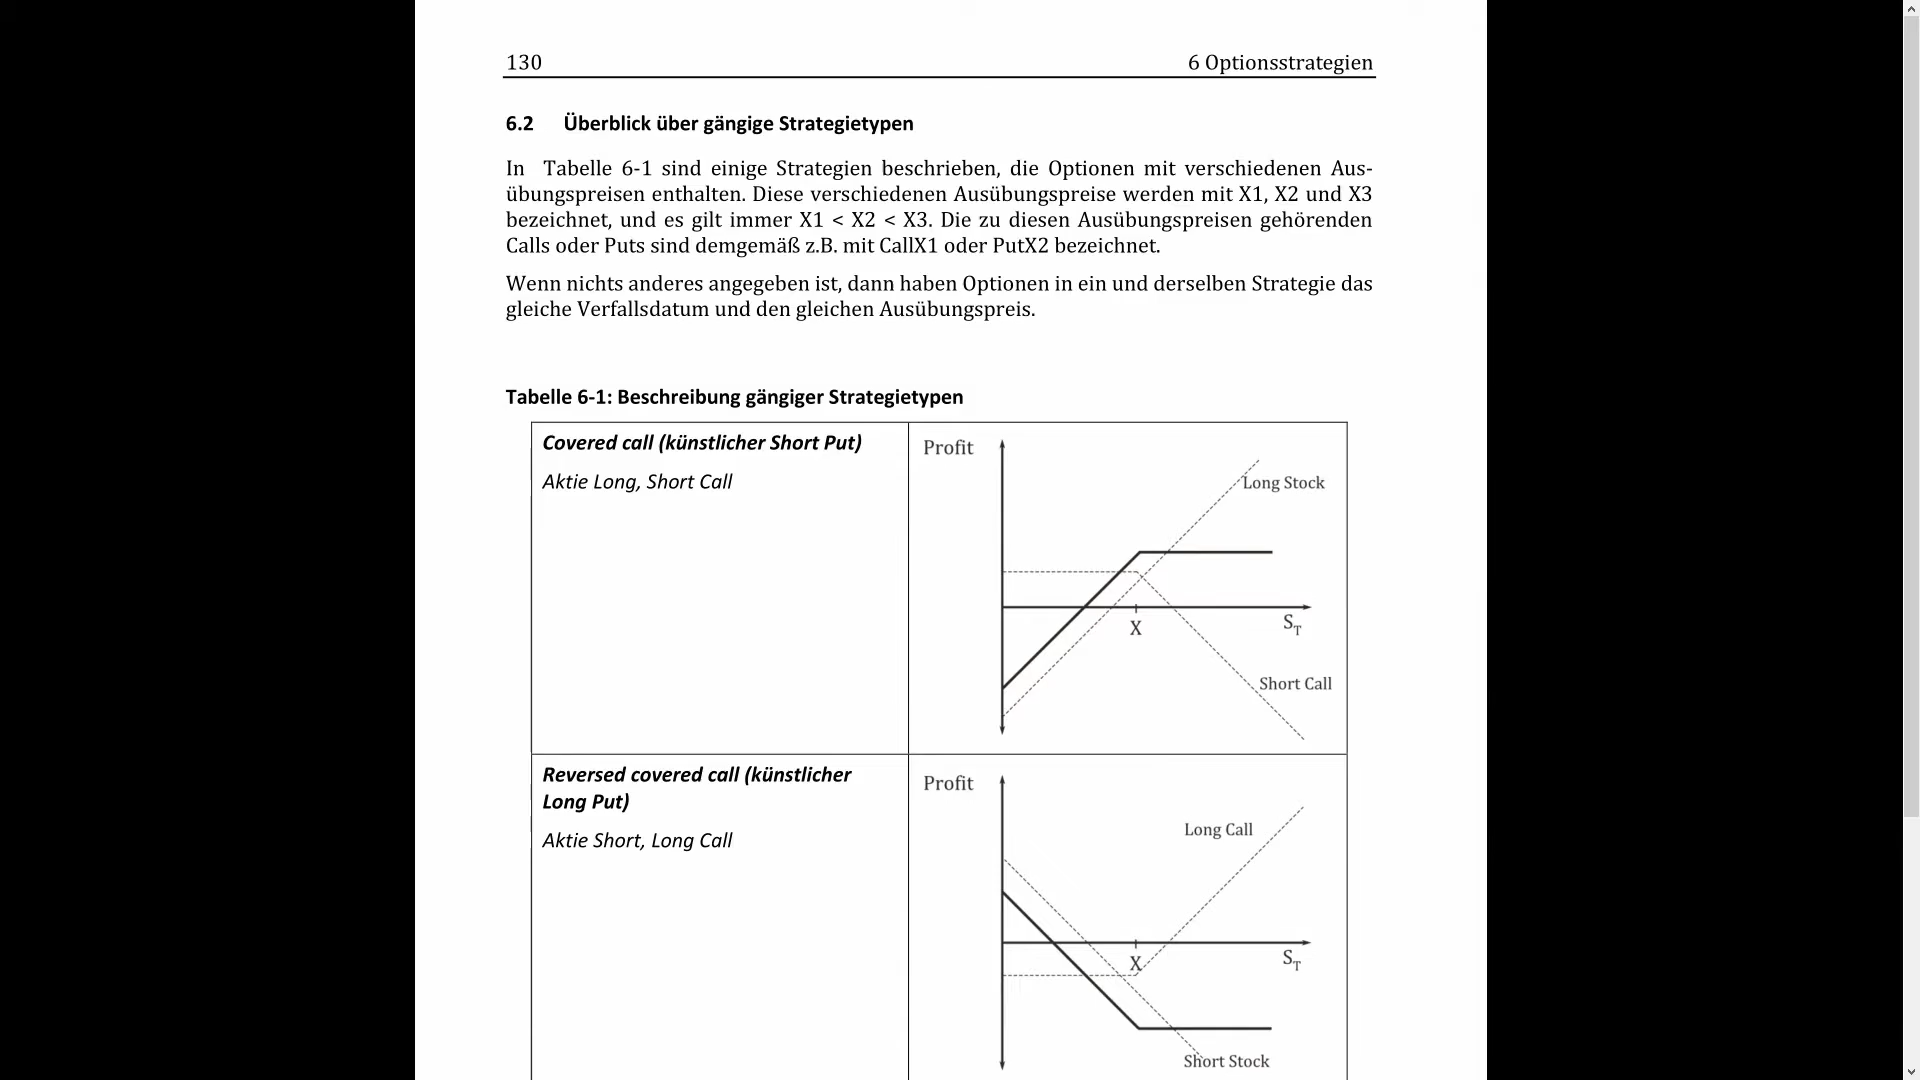 130
6 Optionsstrategien
6.2 Überblick über gängige Strategietypen
In Tabelle 6-1 sind einige Strategien beschrieben, die Optionen mit verschiedenen Aus-
übungspreisen enthalten. Diese verschiedenen Ausübungspreise werden mit X1, X2 und X3
bezeichnet, und es gilt immer X1 < X2 < X3. Die zu diesen Ausübungspreisen gehörenden
Calls oder Puts sind demgemäß z.B. mit CallX1 oder PutX2 bezeichnet.
Wenn nichts anderes angegeben ist, dann haben Optionen in ein und derselben Strategie das
gleiche Verfallsdatum und den gleichen Ausübungspreis.
Tabelle 6-1: Beschreibung gängiger Strategietypen
Covered call (künstlicher Short Put)
Aktie Long, Short Call
Profit
Long Stock
X
S_T
Short Call
Reversed covered call (künstlicher
Long Put)
Aktie Short, Long Call
Profit
Long Call
X
S_T
Short Stock